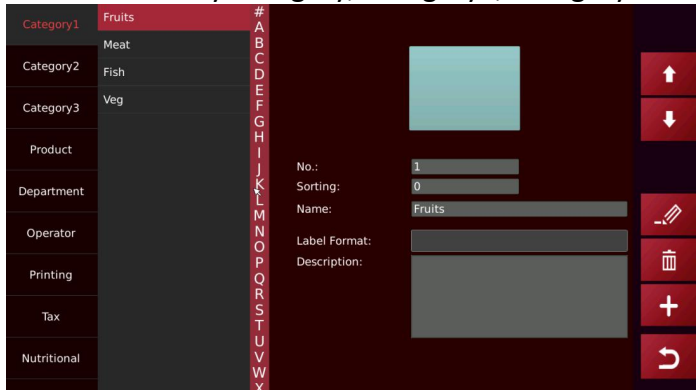 Category1
Category2
Category3
Product
Department
Operator
Printing
Tax
Nutritional
Fruits
Meat
Fish
Veg
#
A
B
C
D
E
F
G
H
I
J
K
L
M
N
O
P
Q
R
S
T
U
V
W
X
No.: 1
Sorting: 0
Name: Fruits
Label Format:
Description: